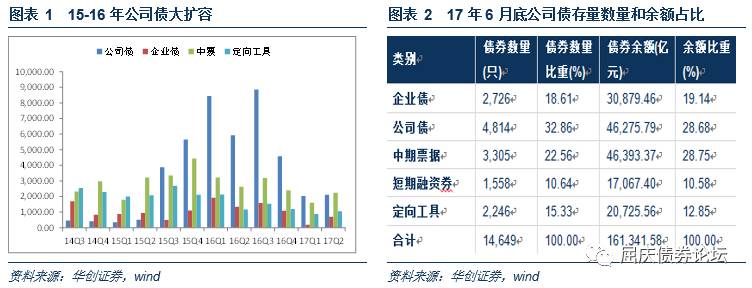 图表 1 15-16 年公司债大扩容
公司债 企业债 中票 定向工具
10,000.00
9,000.00
8,000.00
7,000.00
6,000.00
5,000.00
4,000.00
3,000.00
2,000.00
1,000.00
0.00
14Q3 14Q4 15Q1 15Q2 15Q3 15Q4 16Q1 16Q2 16Q3 16Q4 17Q1 17Q2
资料来源：华创证券，wind
图表 2 17 年 6 月底公司债存量数量和余额占比
类别 债券数量(只) 债券数量比重(%) 债券余额(亿元) 余额比重(%)
企业债 2,726 18.61 30,879.46 19.14
公司债 4,814 32.86 46,275.79 28.68
中期票据 3,305 22.56 46,393.37 28.75
短期融资券 1,558 10.64 17,067.40 10.58
定向工具 2,246 15.33 20,725.56 12.85
合计 14,649 100.00 161,341.58 100.00
资料来源：华创证券，wind
屈庆债券论坛